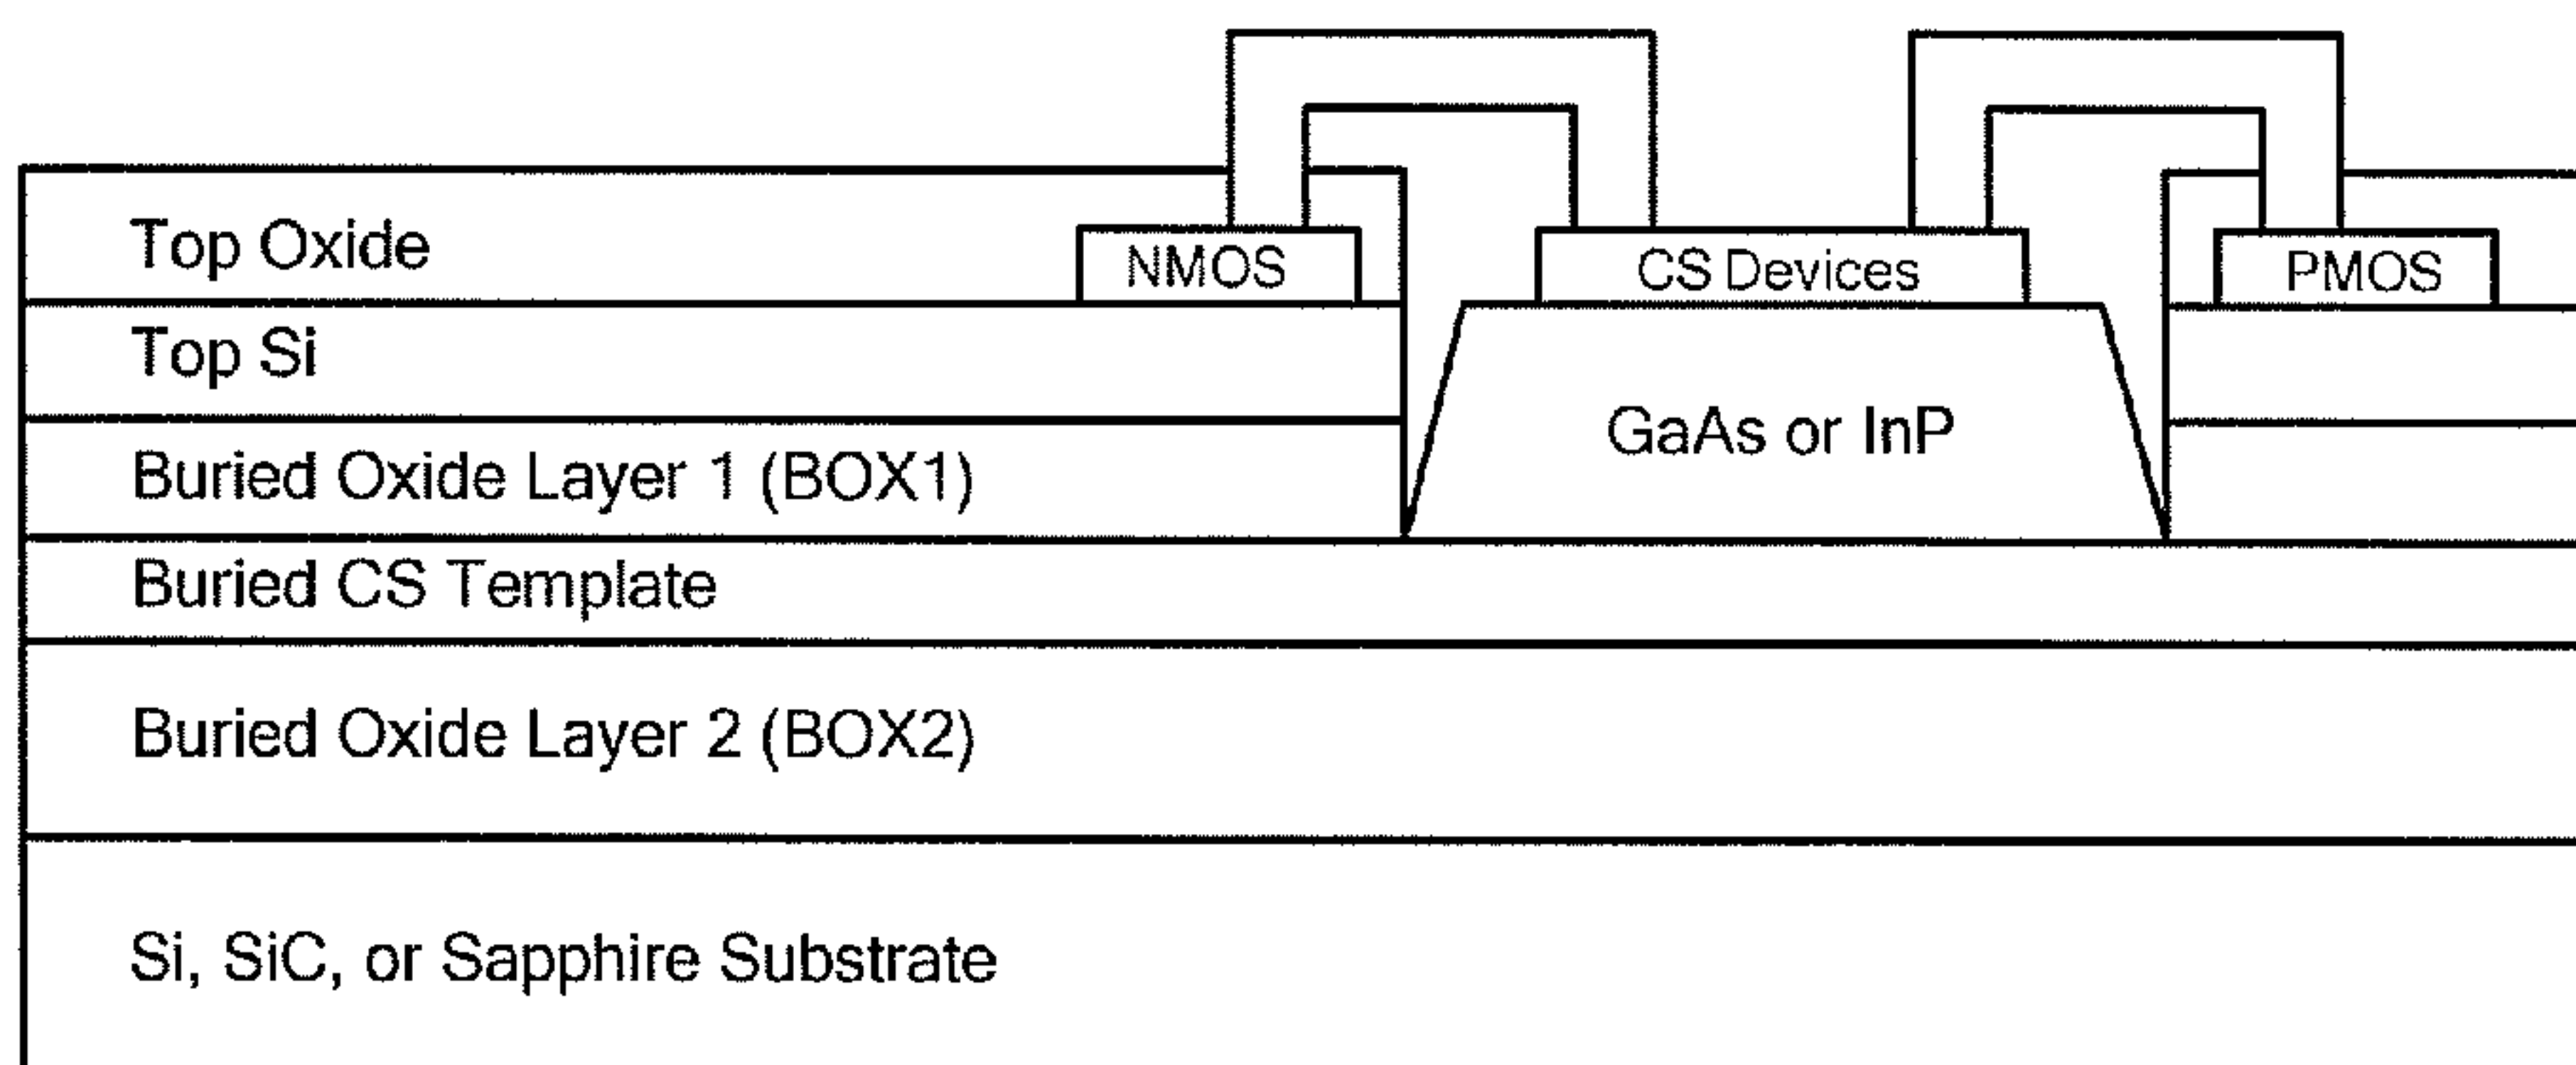 Top Oxide
NMOS
CS Devices
PMOS
Top Si
GaAs or InP
Buried Oxide Layer 1 (BOX1)
Buried CS Template
Buried Oxide Layer 2 (BOX2)
Si, SiC, or Sapphire Substrate